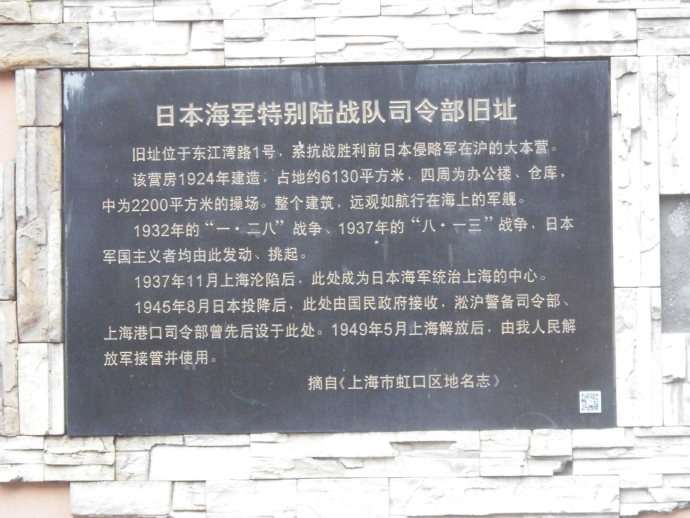 日本海军特别陆战队司令部旧址
旧址位于东江湾路1号，系抗战胜利前日本侵略军在沪的大本营。
该营房1924年建造，占地约6130平方米，四周为办公楼、仓库，
中为2200平方米的操场。整个建筑，远观如航行在海上的军舰。
1932年的“一·二八”战争、1937年的“八·一三”战争，日本
军国主义者均由此发动、挑起。
1937年11月上海沦陷后，此处成为日本海军统治上海的中心。
1945年8月日本投降后，此处由国民政府接收，淞沪警备司令部、
上海港口司令部曾先后设于此处。1949年5月上海解放后，由我人民解
放军接管并使用。
摘自《上海市虹口区地名志》